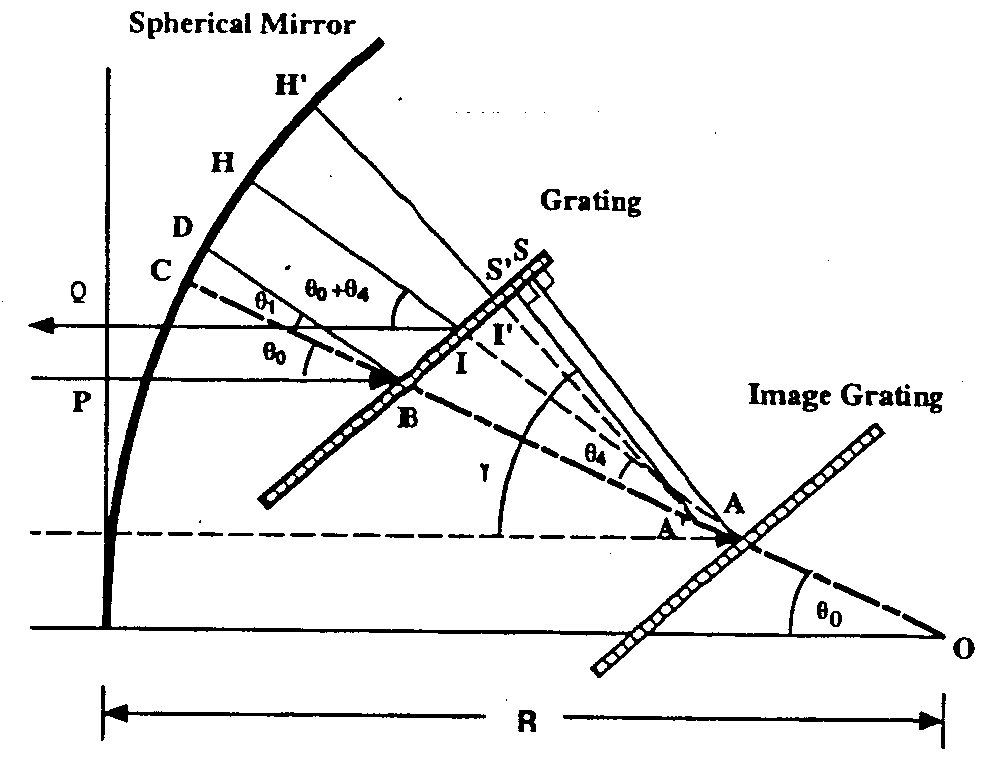 Spherical Mirror
H'
H
Grating
D
S' S
C
Q
θ1
θ0 +θ4
I'
θ0
I
P
B
Image Grating
γ
θ4
A
A'
θ0
O
R